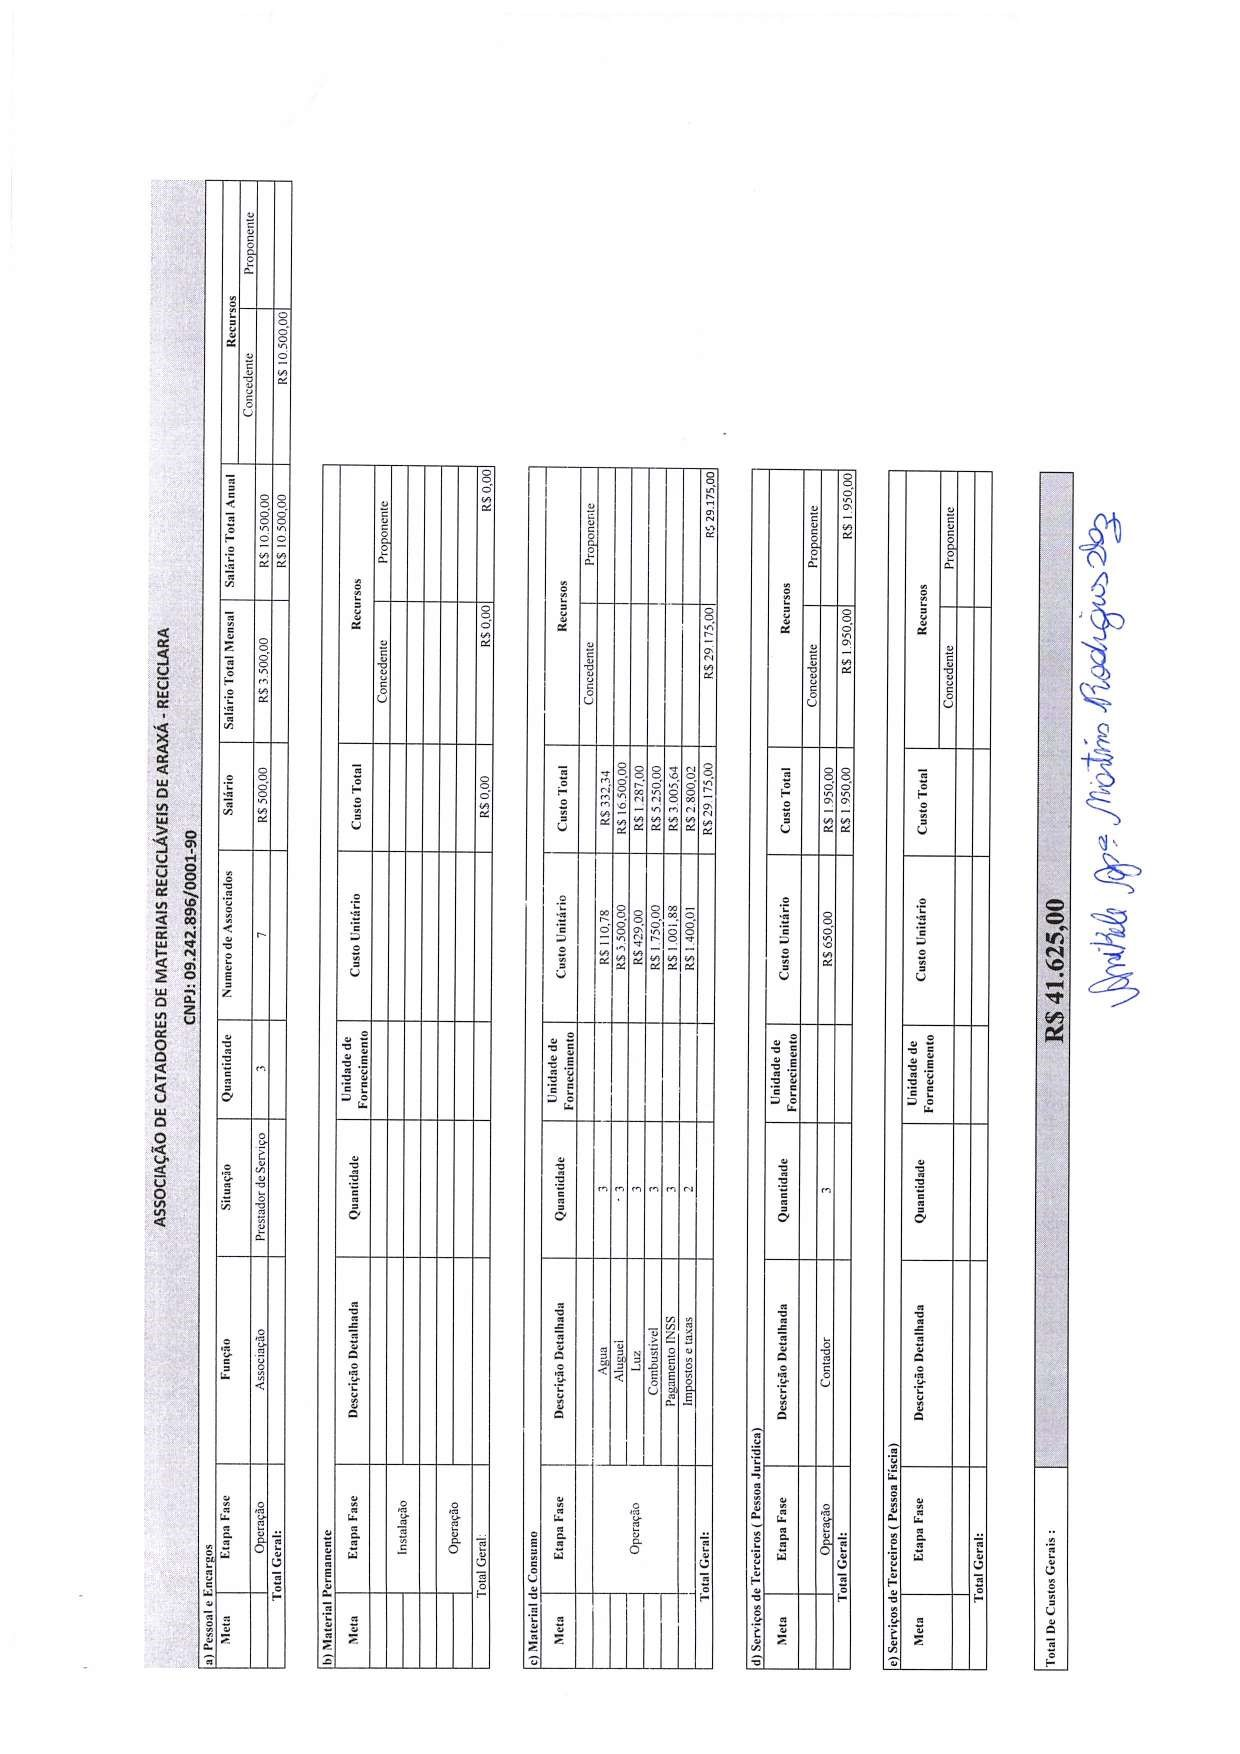 ASSOCIAÇÃO DE CATADORES DE MATERIAIS RECICLÁVEIS DE ARAXÁ - RECICLARA
CNPJ: 09.242.896/0001-90
a) Pessoal e Encargos
Meta Etapa Fase Função Situação Quantidade Numero de Associados Salário Salário Total Mensal Salário Total Anual Recursos
Concedente Proponente
Operação Associação Prestador de Serviço 3 7 R$ 500,00 R$ 3.500,00 R$ 10.500,00
Total Geral: R$ 10.500,00 R$ 10.500,00
b) Material Permanente
Meta Etapa Fase Descrição Detalhada Quantidade Unidade de Fornecimento Custo Unitário Custo Total Recursos
Concedente Proponente
Instalação
Operação
Total Geral: R$ 0,00 R$ 0,00 R$ 0,00
c) Material de Consumo
Meta Etapa Fase Descrição Detalhada Quantidade Unidade de Fornecimento Custo Unitário Custo Total Recursos
Concedente Proponente
Agua 3 R$ 110,78 R$ 332,34
Aluguel 3 R$ 5.500,00 R$ 16.500,00
Operação Luz 3 R$ 429,00 R$ 1.287,00
Combustível 3 R$ 1.750,00 R$ 5.250,00
Pagamento INSS 3 R$ 1.001,88 R$ 3.005,64
Impostos e taxas 2 R$ 1.400,01 R$ 2.800,02
Total Geral: R$ 29.175,00 R$ 29.175,00 R$ 29.175,00
d) Serviços de Terceiros ( Pessoa Jurídica)
Meta Etapa Fase Descrição Detalhada Quantidade Unidade de Fornecimento Custo Unitário Custo Total Recursos
Concedente Proponente
Operação Contador 3 R$ 650,00 R$ 1.950,00
Total Geral: R$ 1.950,00 R$ 1.950,00 R$ 1.950,00
e) Serviços de Terceiros ( Pessoa Físcia)
Meta Etapa Fase Descrição Detalhada Quantidade Unidade de Fornecimento Custo Unitário Custo Total Recursos
Concedente Proponente
Total Geral:
Total De Custos Gerais : R$ 41.625,00
Martins Rodrigues